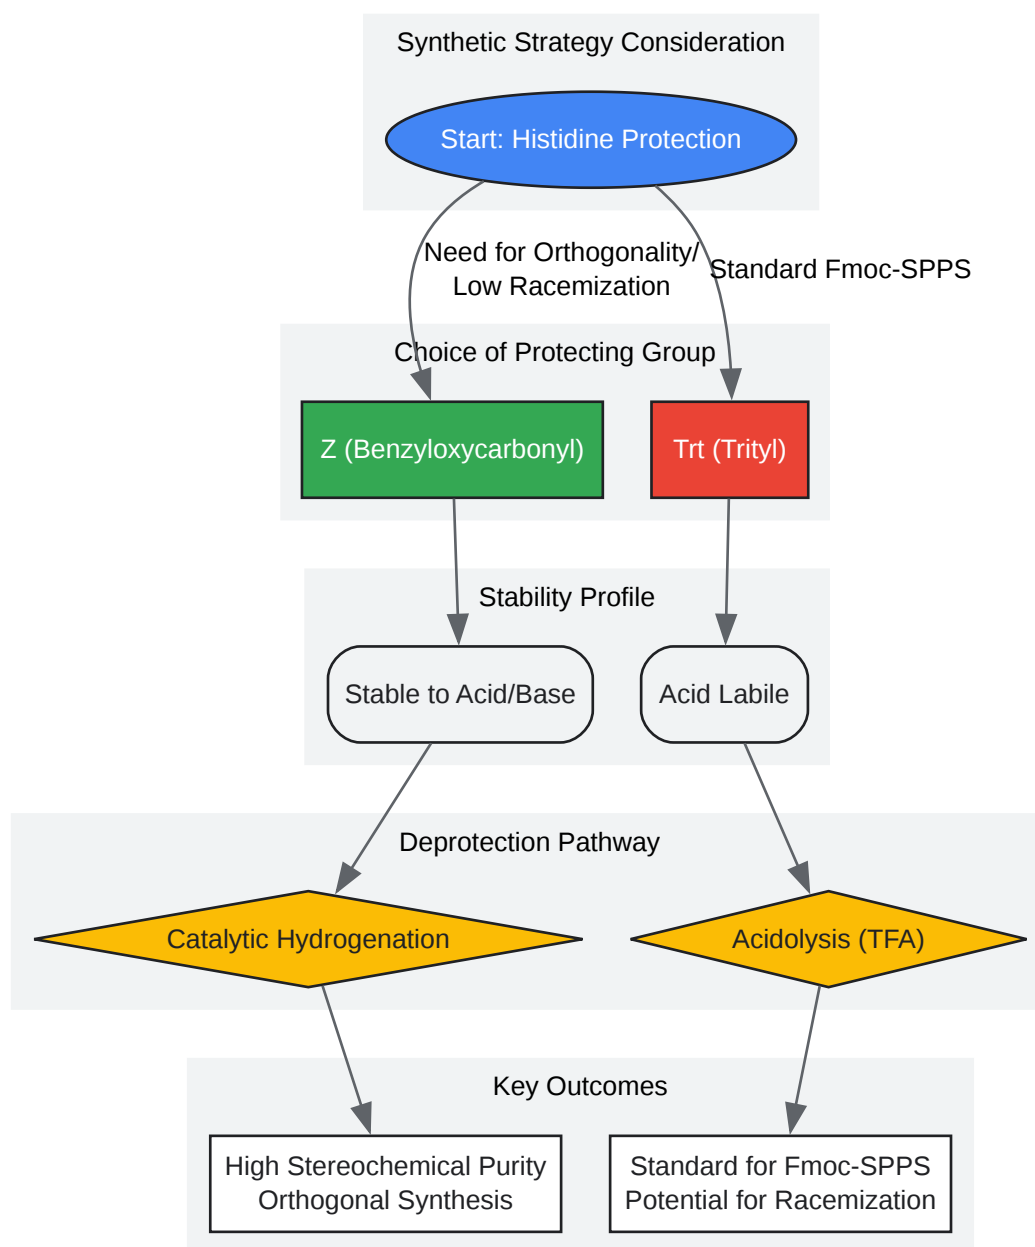 Synthetic Strategy Consideration
Start: Histidine Protection
Need for Orthogonality/
Low Racemization
Standard Fmoc-SPPS
Choice of Protecting Group
Z (Benzyloxycarbonyl)
Trt (Trityl)
Stability Profile
Stable to Acid/Base
Acid Labile
Deprotection Pathway
Catalytic Hydrogenation
Acidolysis (TFA)
Key Outcomes
High Stereochemical Purity
Orthogonal Synthesis
Standard for Fmoc-SPPS
Potential for Racemization